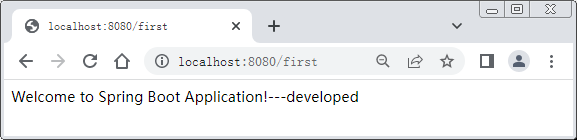 localhost:8080/first
localhost:8080/first
Welcome to Spring Boot Application!---developed